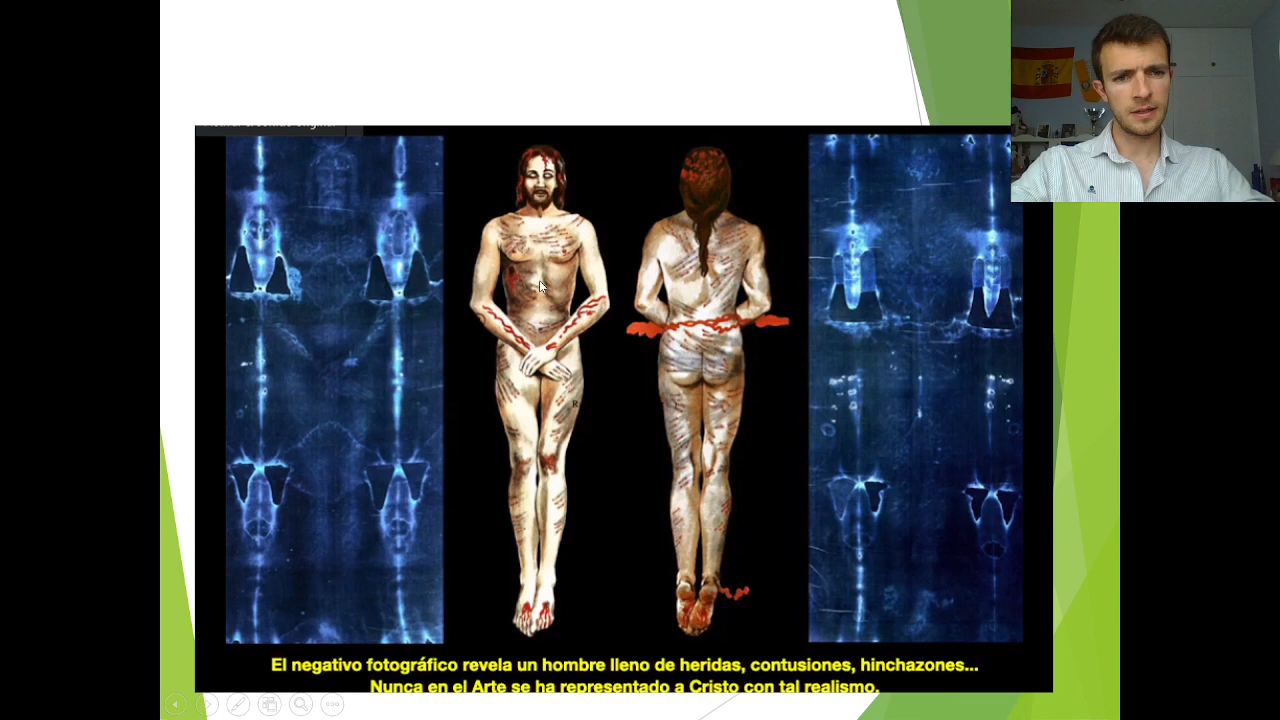 El negativo fotográfico revela un hombre lleno de heridas, contusiones, hinchazones...
Nunca en el Arte se ha representado a Cristo con tal realismo.